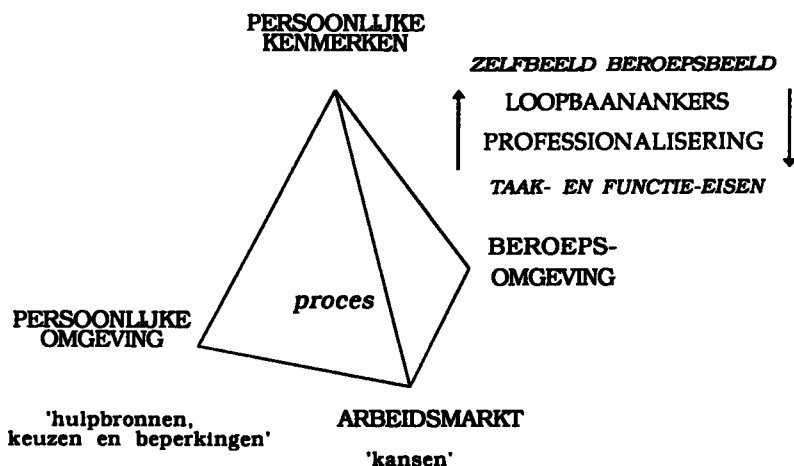 PERSOONLIJKE
KENMERKEN
ZELFBEELD BEROEPSBEELD
LOOPBAANANKERS
PROFESSIONALISERING
TAAK- EN FUNCTIE-EISEN
BEROEPS-
OMGEVING
proces
PERSOONLIJKE
OMGEVING
'hulpbronnen,
keuzen en beperkingen'
ARBEIDSMARKT
'kansen'